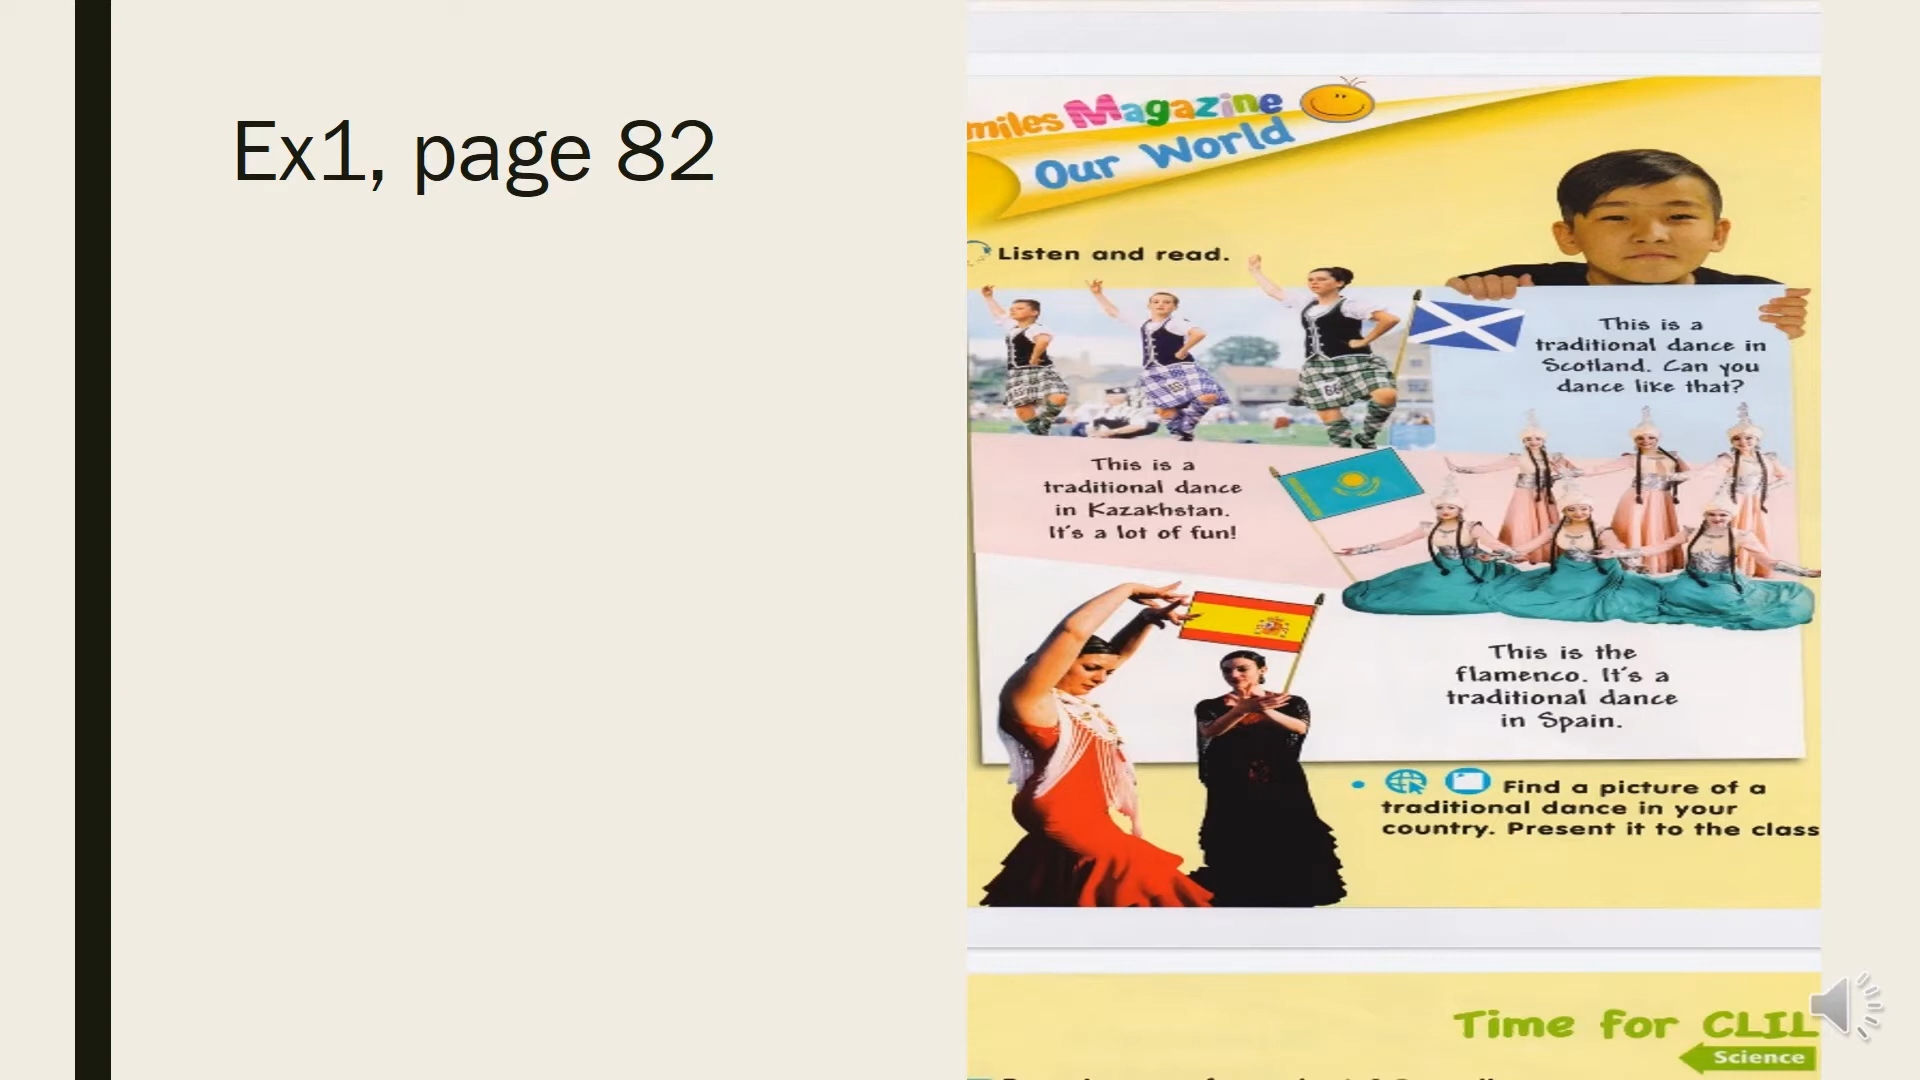 Ex1, page 82
miles Magazine
Our World
Listen and read.
This is a
traditional dance in
Scotland. Can you
dance like that?
This is a
traditional dance
in Kazakhstan.
It's a lot of fun!
This is the
flamenco. It's a
traditional dance
in Spain.
• Find a picture of a
traditional dance in your
country. Present it to the class
Time for CLIL
Science